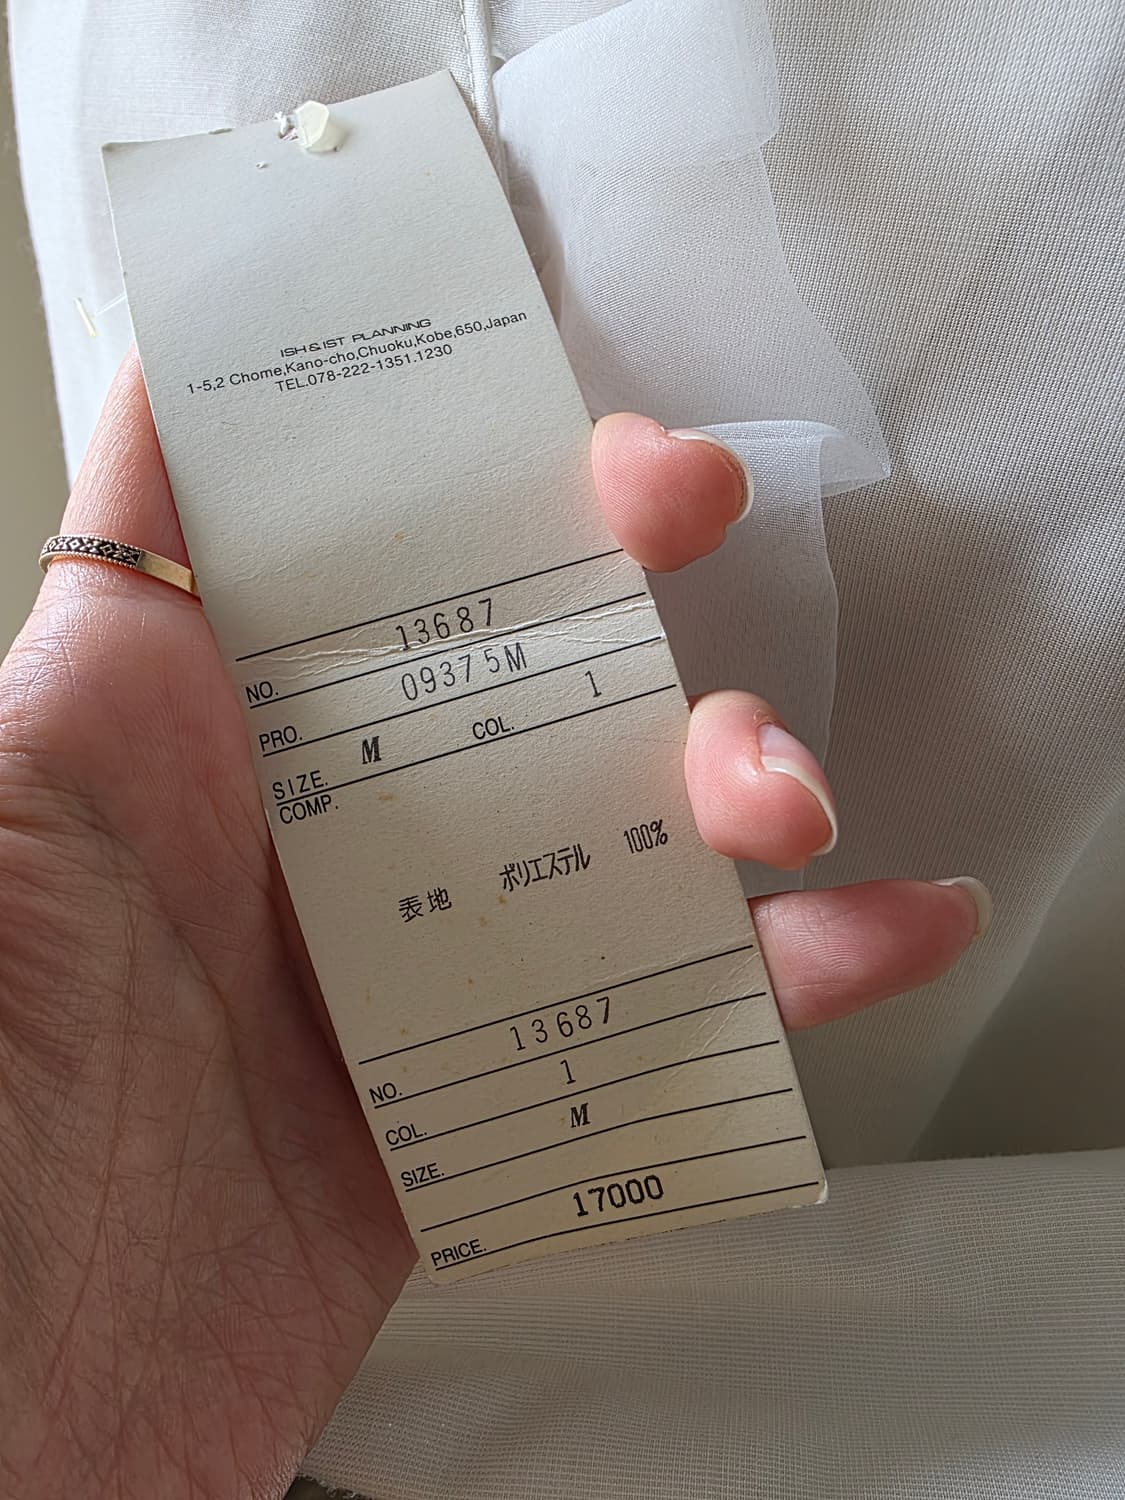 ISH & IST PLANNING
1-5,2 Chome,Kano-cho,Chuoku,Kobe,650,Japan
TEL.078-222-1351.1230
NO. 13687
PRO. 09375M
SIZE. M COL. 1
COMP.
表地 ポリエステル 100%
NO. 13687
COL. 1
SIZE. M
PRICE. 17000